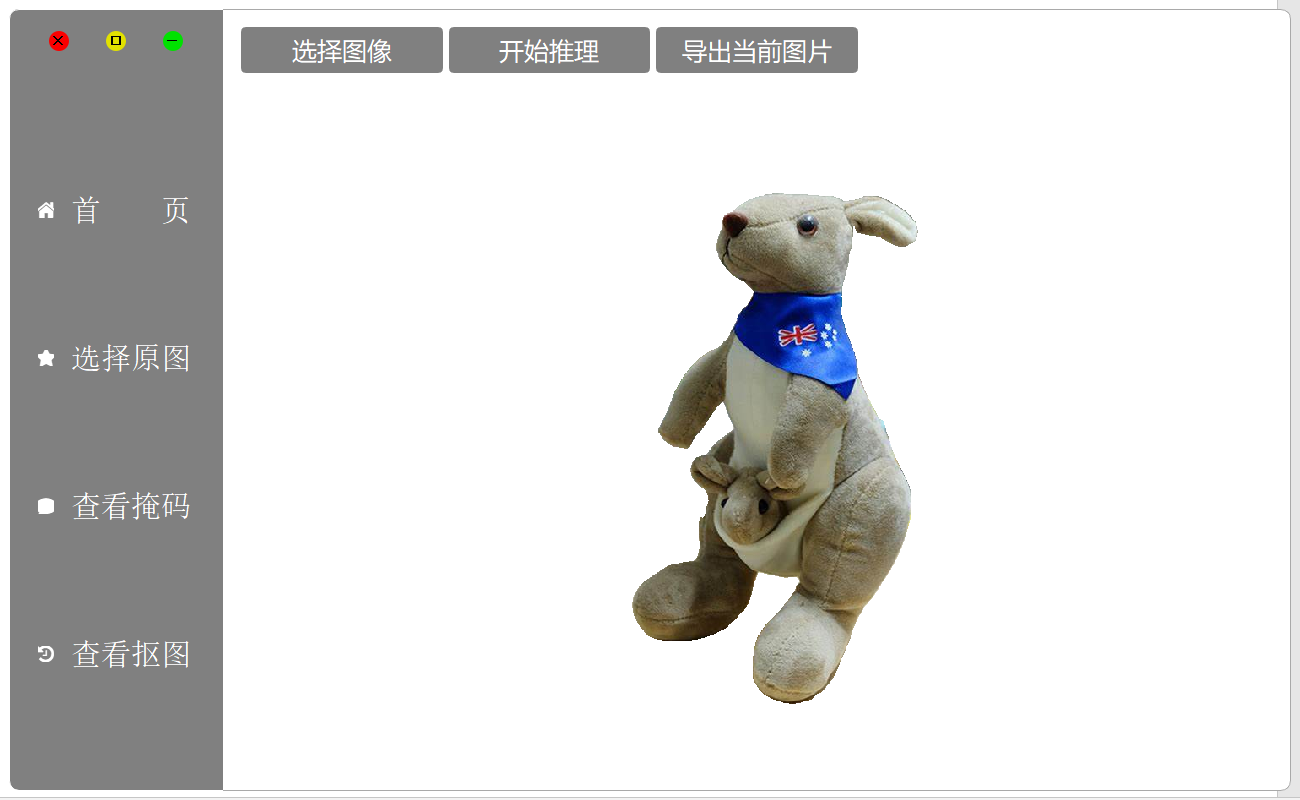 选择图像
开始推理
导出当前图片
首 页
选择原图
查看掩码
查看抠图